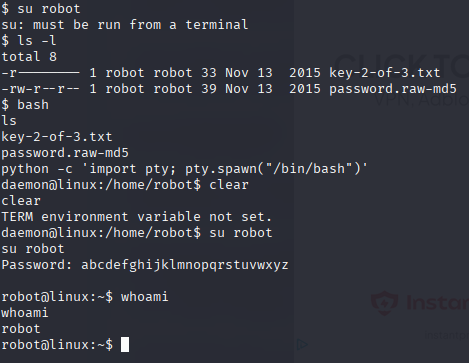 $ su robot
su: must be run from a terminal
$ ls -l
total 8
-r-------- 1 robot robot 33 Nov 13  2015 key-2-of-3.txt
-rw-r--r-- 1 robot robot 39 Nov 13  2015 password.raw-md5
$ bash
ls
key-2-of-3.txt
password.raw-md5
python -c 'import pty; pty.spawn("/bin/bash")'
daemon@linux:/home/robot$ clear
clear
TERM environment variable not set.
daemon@linux:/home/robot$ su robot
su robot
Password: abcdefghijklmnopqrstuvwxyz

robot@linux:~$ whoami
whoami
robot
robot@linux:~$